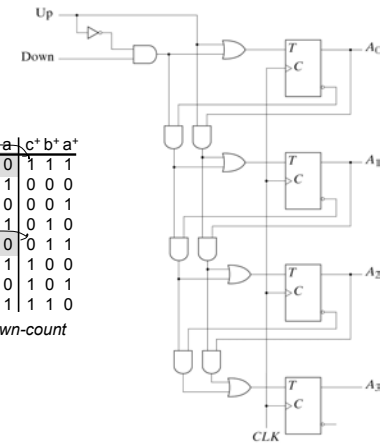 Up
Down
T
C
A0
a c+ b+ a+
0 1 1 1
1 0 0 0
0 0 0 1
1 0 1 0
0 0 1 1
1 1 0 0
0 1 0 1
1 1 1 0
wn-count
T
C
A1
T
C
A2
T
C
A3
CLK